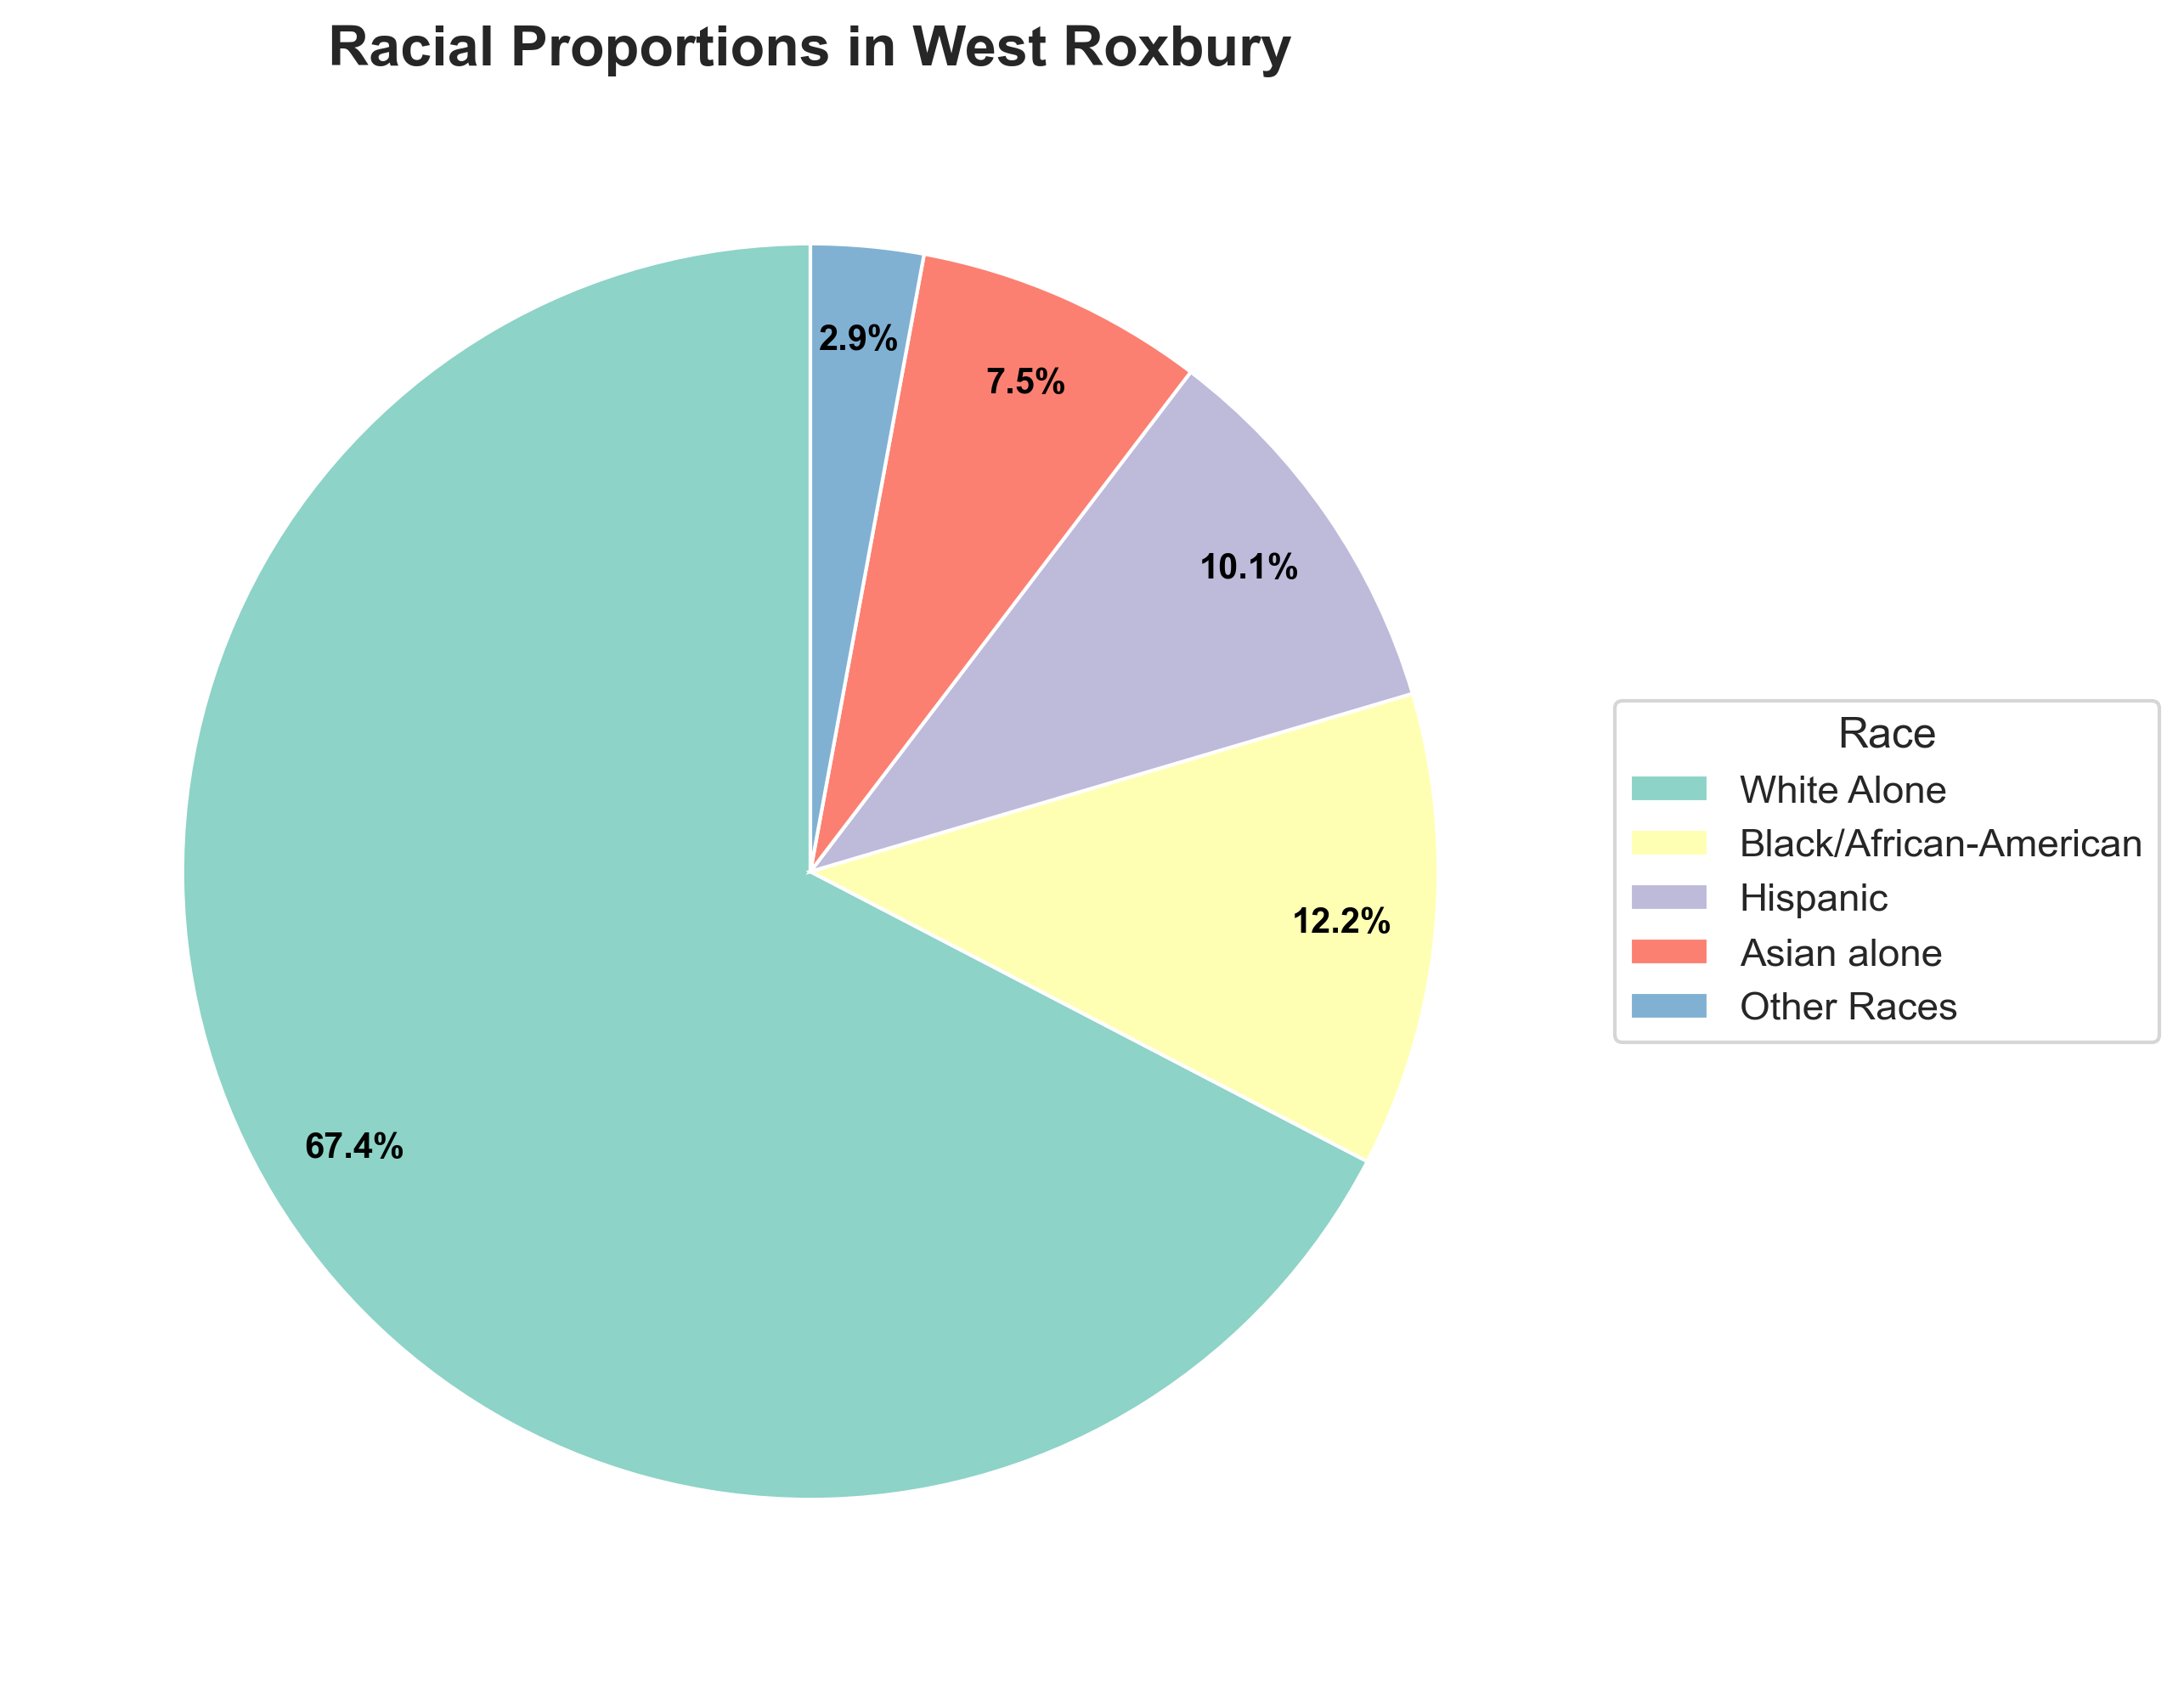 Racial Proportions in West Roxbury
2.9%
7.5%
10.1%
12.2%
67.4%
Race
White Alone
Black/African-American
Hispanic
Asian alone
Other Races